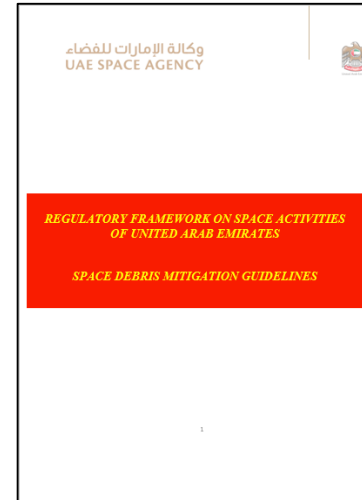 وكالة الإمارات للفضاء
UAE SPACE AGENCY
REGULATORY FRAMEWORK ON SPACE ACTIVITIES
OF UNITED ARAB EMIRATES
SPACE DEBRIS MITIGATION GUIDELINES
1